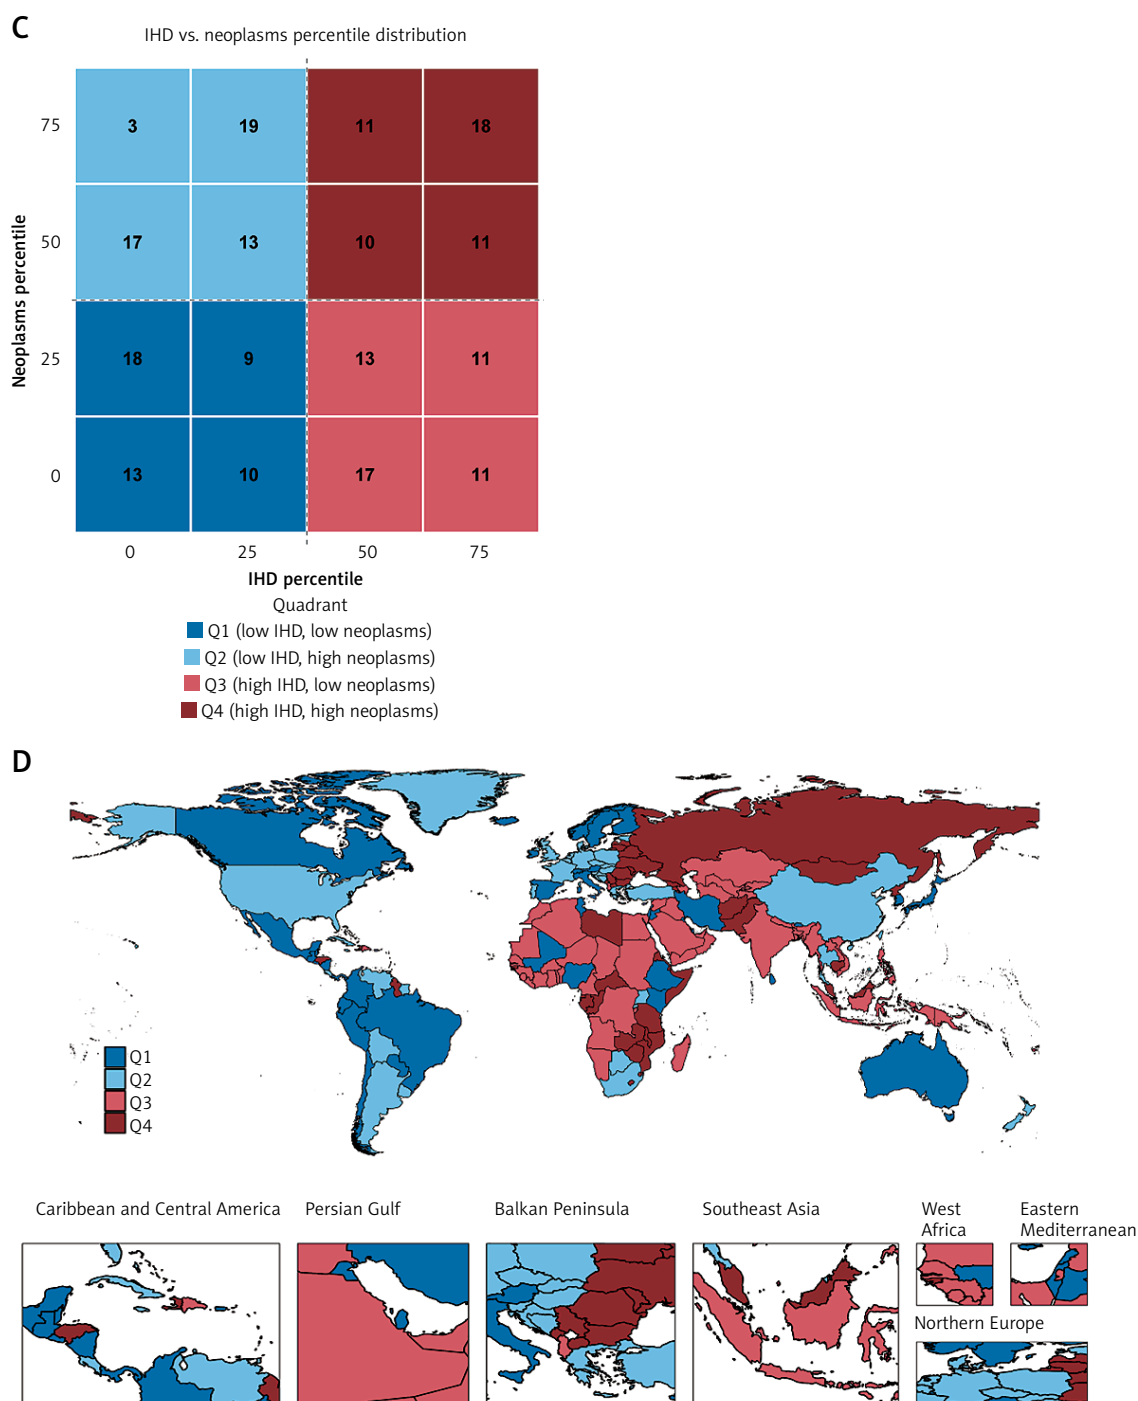 C
IHD vs. neoplasms percentile distribution
75
3
19
11
18
50
17
13
10
11
25
18
9
13
11
0
13
10
17
11
Neoplasms percentile
0
25
50
75
IHD percentile
Quadrant
Q1 (low IHD, low neoplasms)
Q2 (low IHD, high neoplasms)
Q3 (high IHD, low neoplasms)
Q4 (high IHD, high neoplasms)
D
Q1
Q2
Q3
Q4
Caribbean and Central America
Persian Gulf
Balkan Peninsula
Southeast Asia
West
Africa
Eastern
Mediterranean
Northern Europe